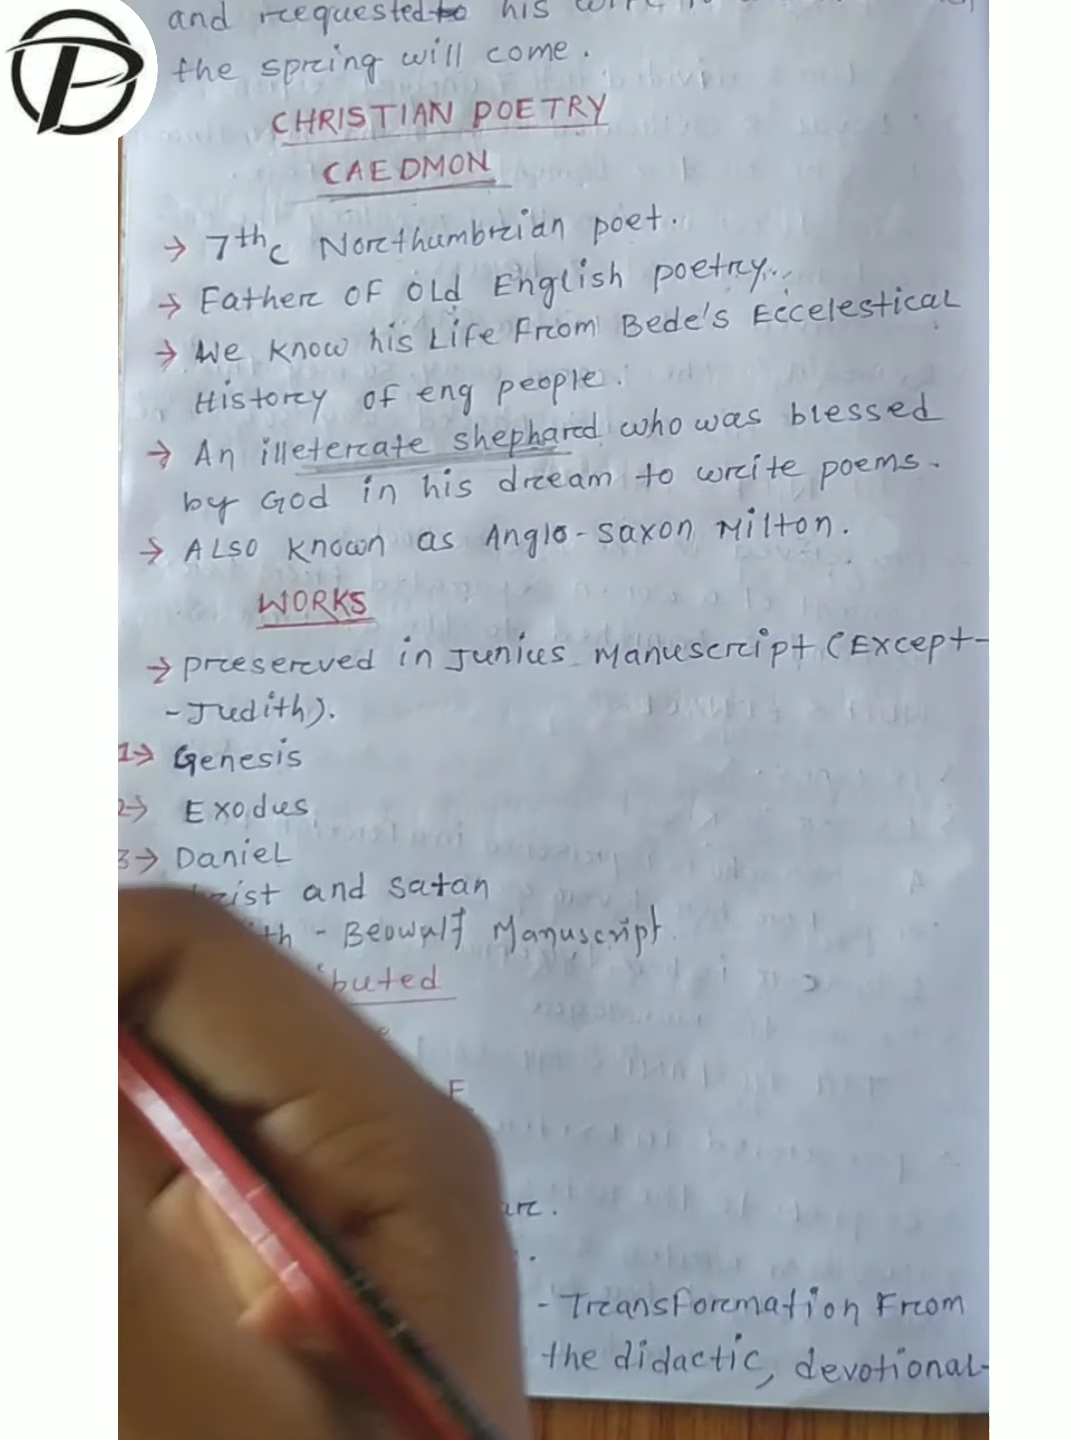 and requested to his
the spring will come.
CHRISTIAN POETRY
CAEDMON
→ 7th c Northumbrian poet.
→ Father OF OLd English poetry..
→ We know his Life From Bede's Eccelestical
History of eng people.
→ An illeterate shephard who was blessed
by God in his dream to write poems.
→ ALSO known as Anglo-Saxon Milton.
WORKS
→ preserved in Junius Manuscript (Except-
-Judith).
1→ Genesis
2→ Exodus
3→ DanieL
and Satan
- Beowulf Manuscript.
- Transformation From
the didactic, devotional-